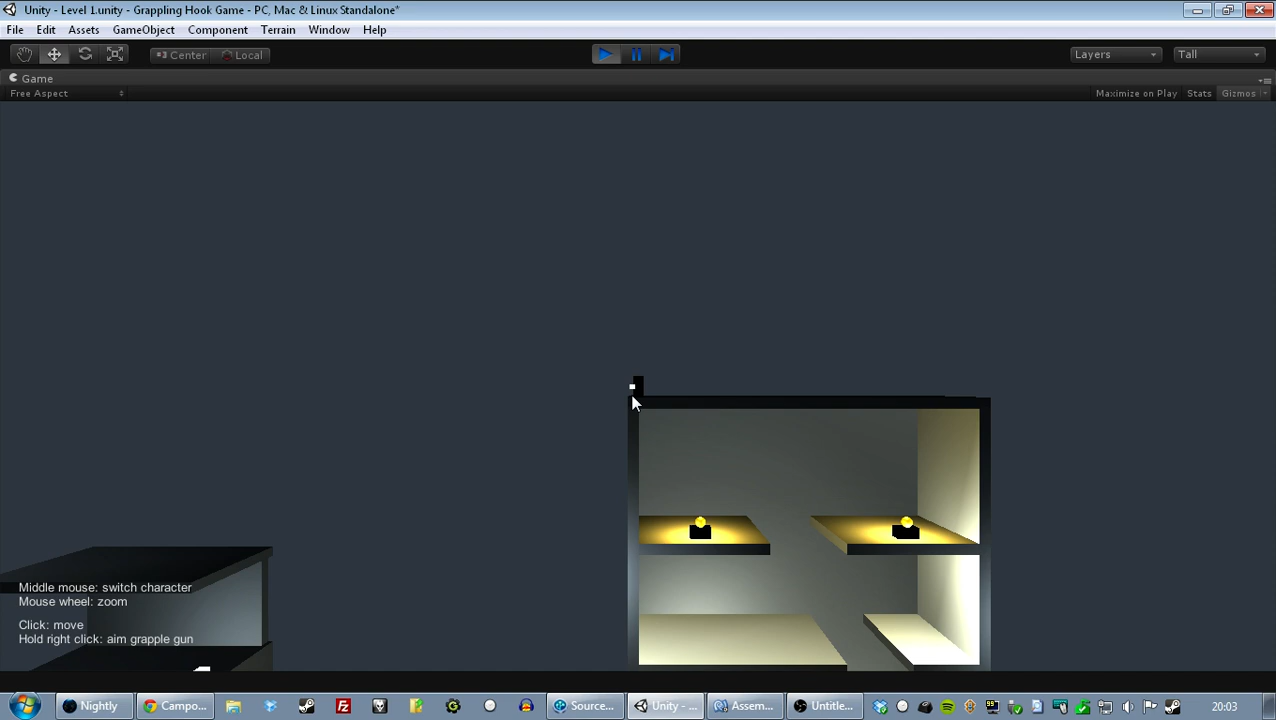 Unity - Level 1.unity - Grappling Hook Game - PC, Mac & Linux Standalone*
File Edit Assets GameObject Component Terrain Window Help
Center Local Layers Tall
Game
Free Aspect Maximize on Play Stats Gizmos
Middle mouse: switch character
Mouse wheel: zoom
Click: move
Hold right click: aim grapple gun
Nightly Campo... Source... Unity - ... Assem... Untitle... 20:03